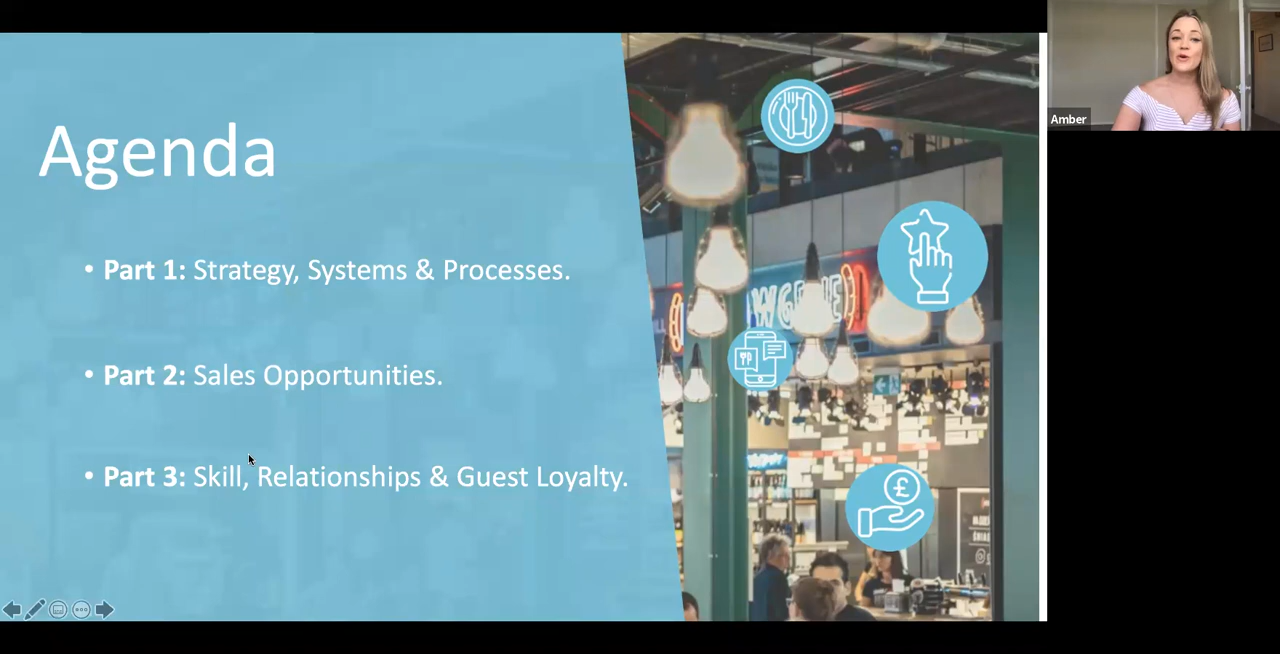 Agenda
• Part 1: Strategy, Systems & Processes.
• Part 2: Sales Opportunities.
• Part 3: Skill, Relationships & Guest Loyalty.
£
Amber